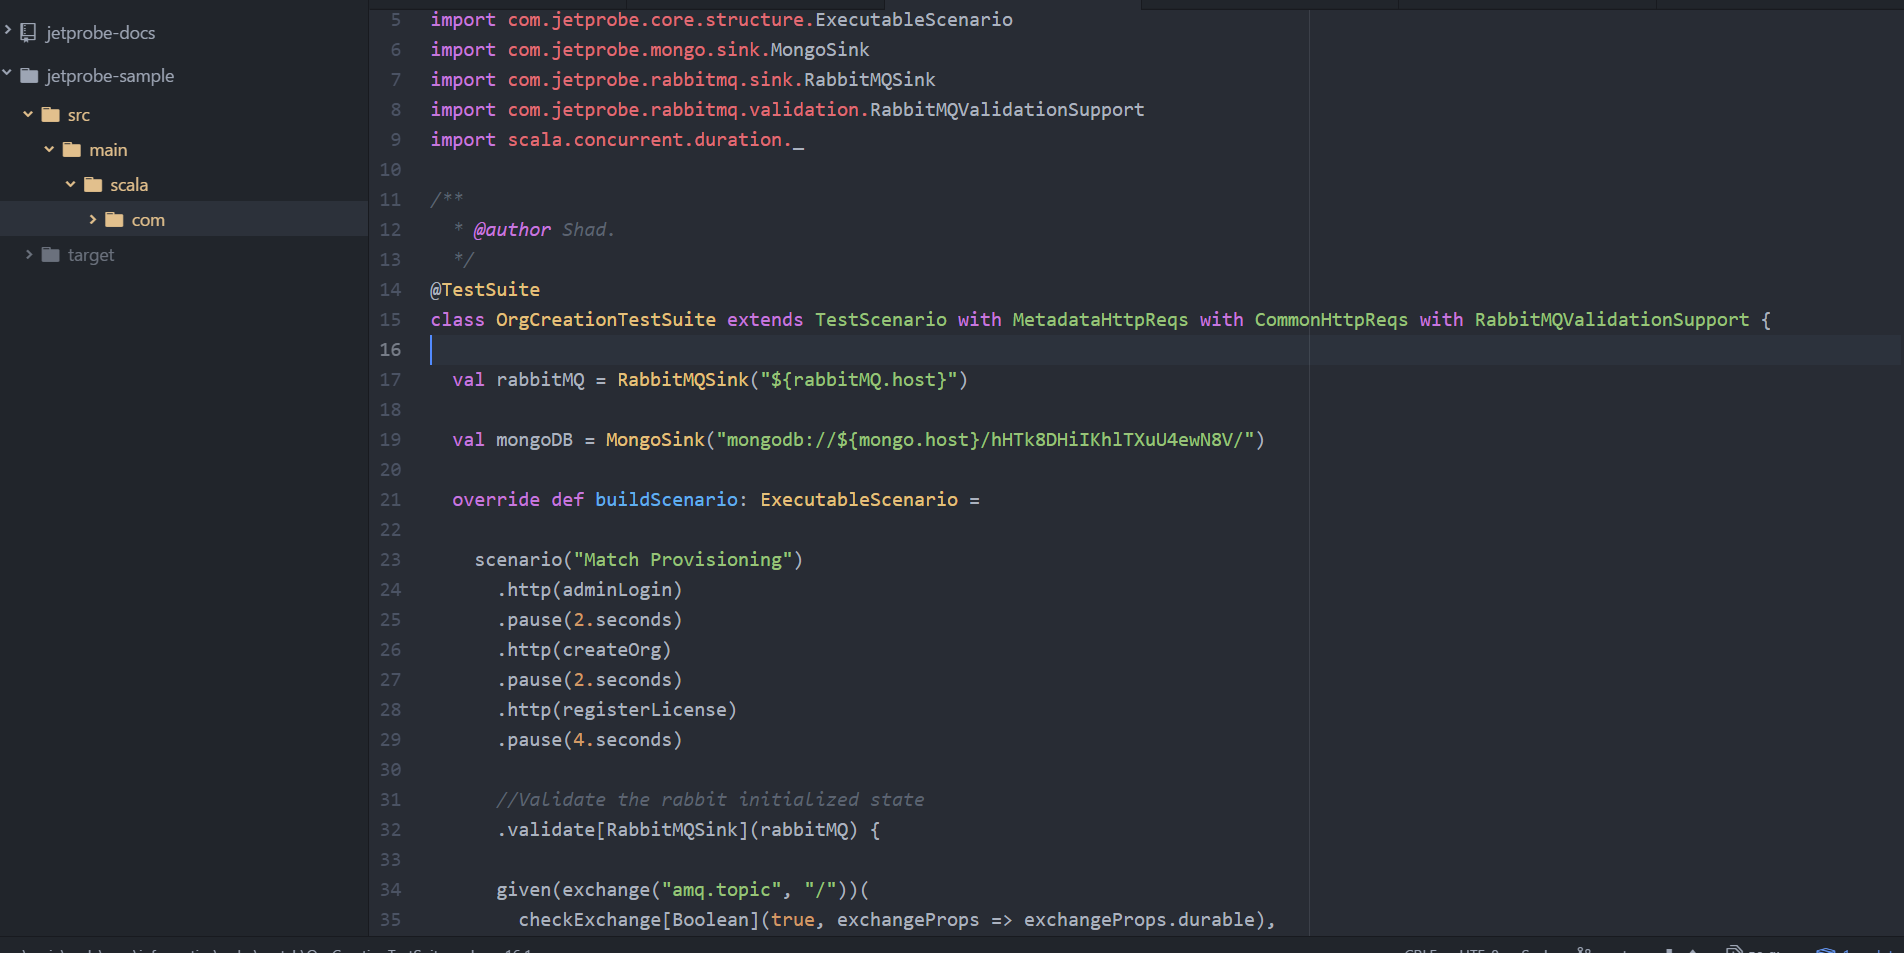 jetprobe-docs
jetprobe-sample
src
main
scala
com
target
5 import com.jetprobe.core.structure.ExecutableScenario
6 import com.jetprobe.mongo.sink.MongoSink
7 import com.jetprobe.rabbitmq.sink.RabbitMQSink
8 import com.jetprobe.rabbitmq.validation.RabbitMQValidationSupport
9 import scala.concurrent.duration._
10
11 /**
12   * @author Shad.
13   */
14 @TestSuite
15 class OrgCreationTestSuite extends TestScenario with MetadataHttpReqs with CommonHttpReqs with RabbitMQValidationSupport {
16
17   val rabbitMQ = RabbitMQSink("${rabbitMQ.host}")
18
19   val mongoDB = MongoSink("mongodb://${mongo.host}/hHTk8DHiIKhlTXuU4ewN8V/")
20
21   override def buildScenario: ExecutableScenario =
22
23     scenario("Match Provisioning")
24       .http(adminLogin)
25       .pause(2.seconds)
26       .http(createOrg)
27       .pause(2.seconds)
28       .http(registerLicense)
29       .pause(4.seconds)
30
31       //Validate the rabbit initialized state
32       .validate[RabbitMQSink](rabbitMQ) {
33
34       given(exchange("amq.topic", "/"))(
35         checkExchange[Boolean](true, exchangeProps => exchangeProps.durable),